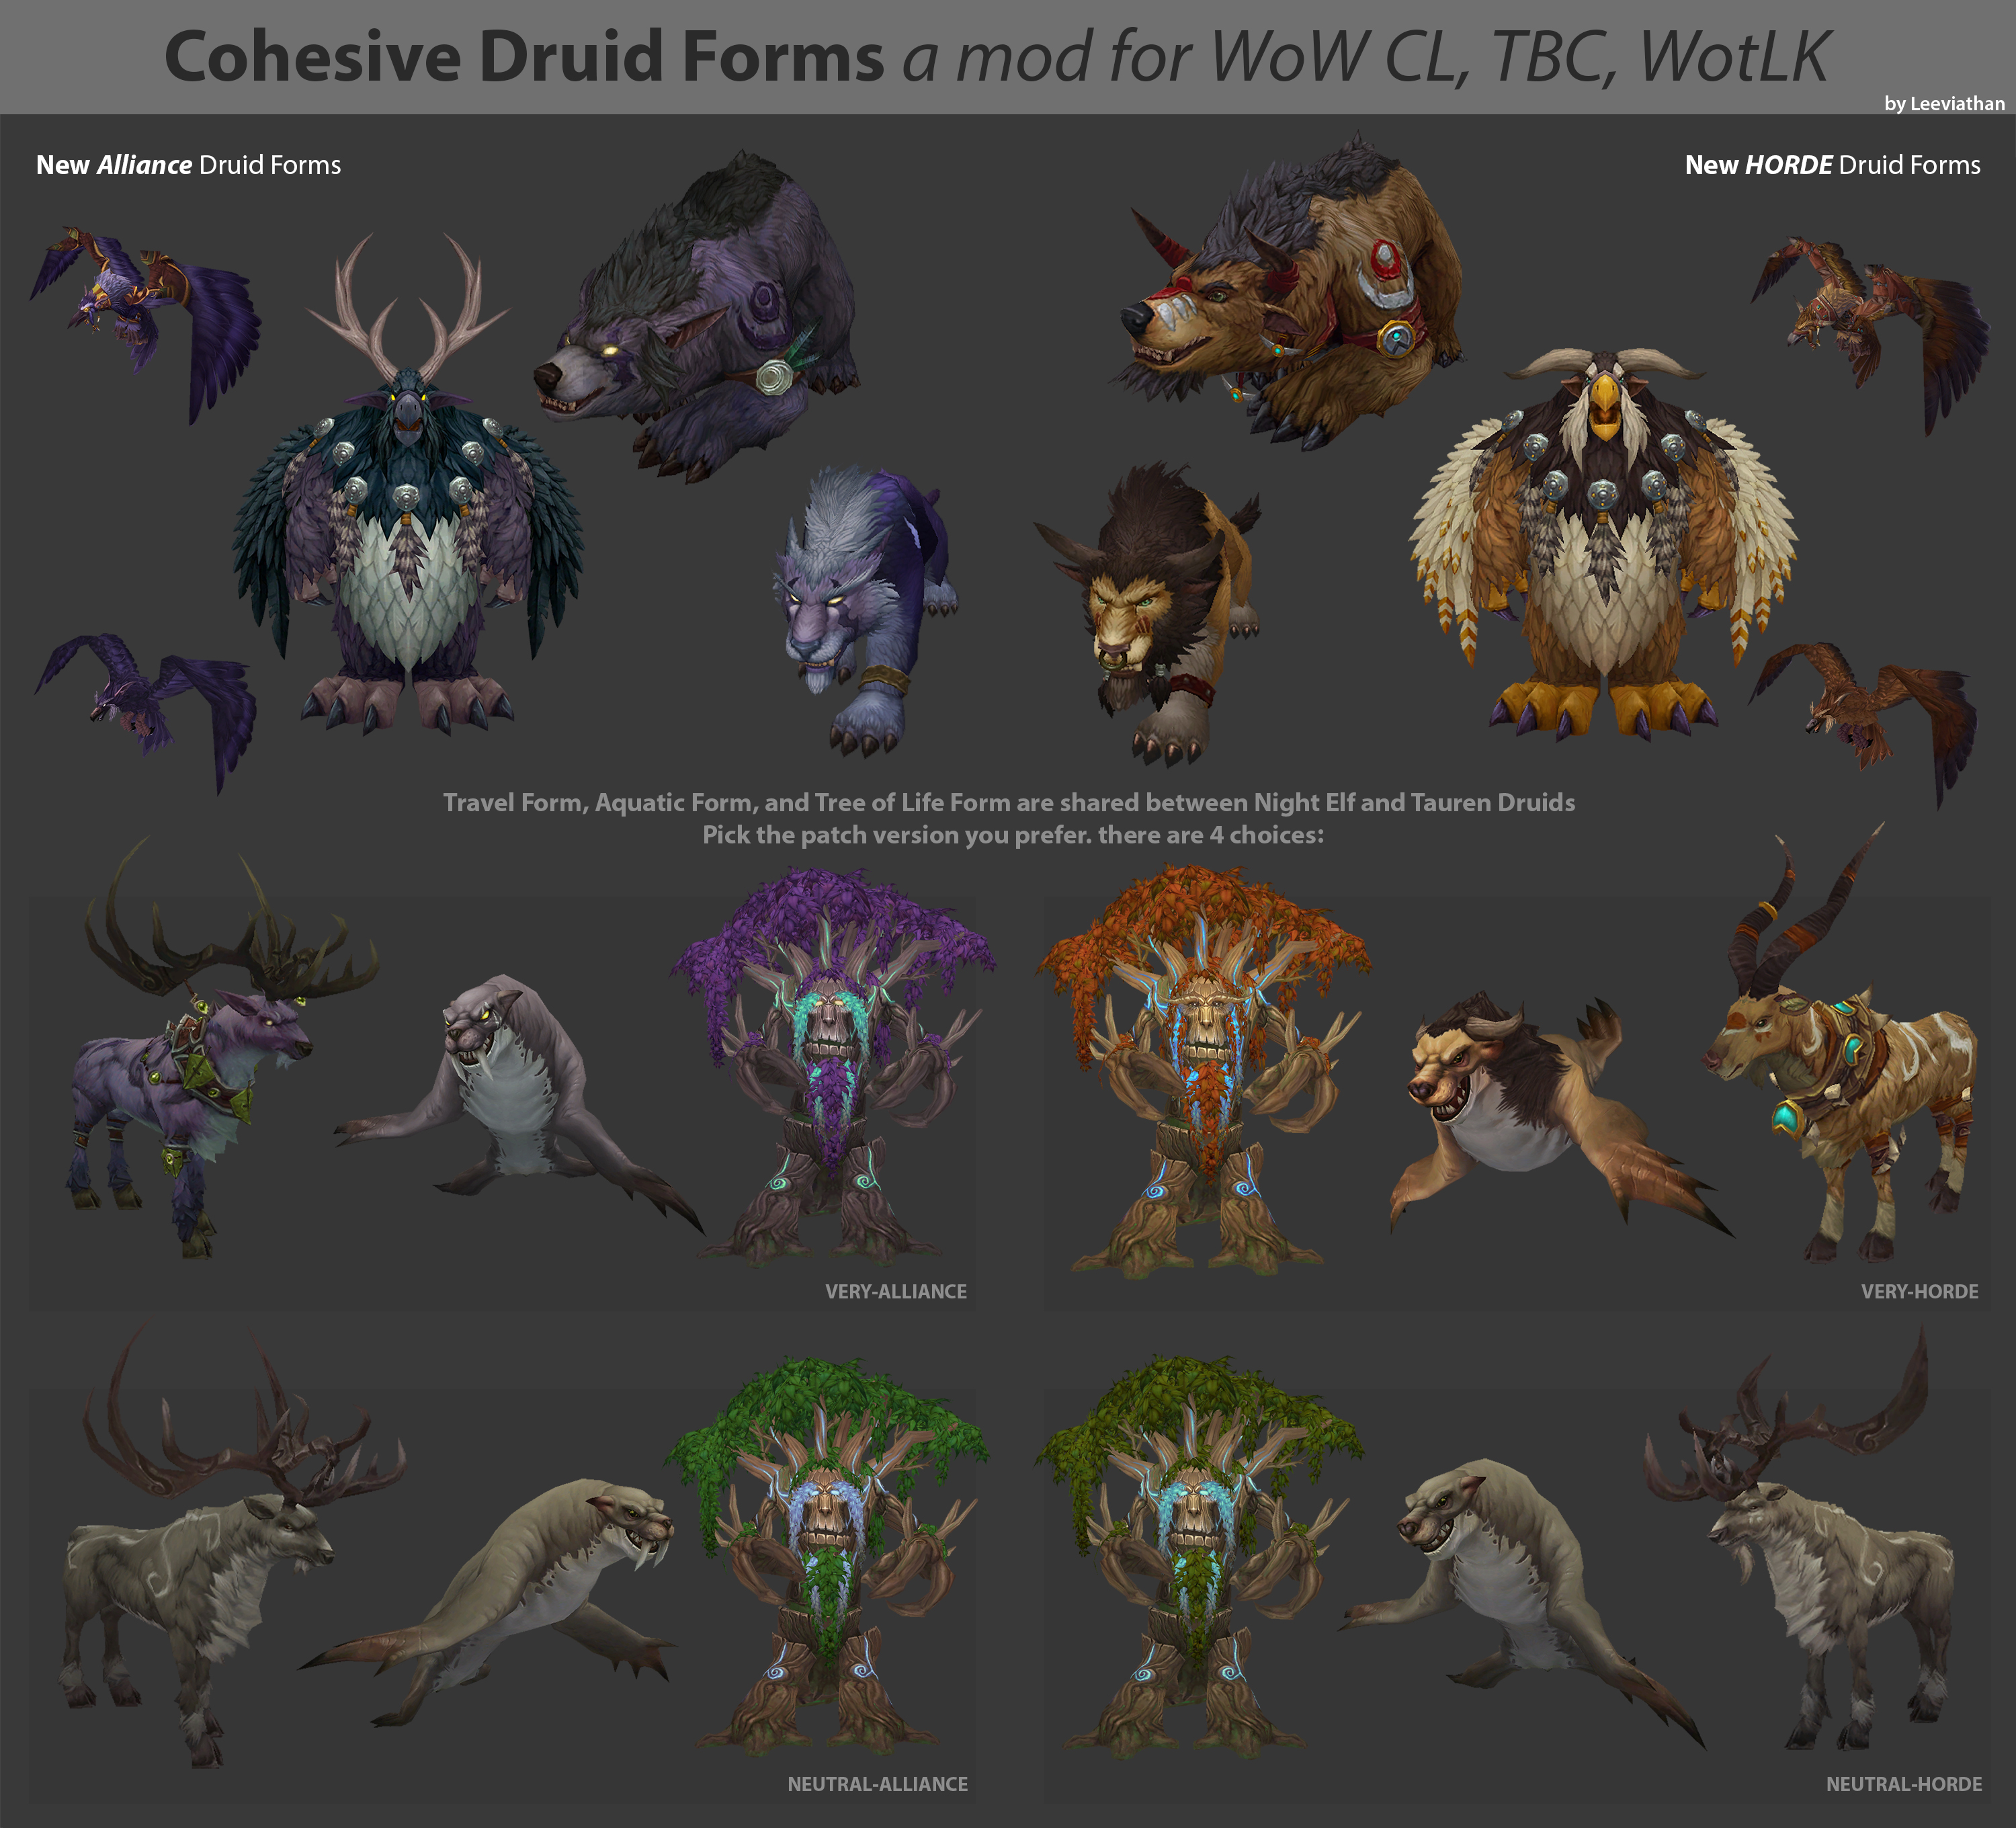 Cohesive Druid Forms a mod for WoW CL, TBC, WotLK
by Leeviathan
New Alliance Druid Forms
New HORDE Druid Forms
Travel Form, Aquatic Form, and Tree of Life Form are shared between Night Elf and Tauren Druids
Pick the patch version you prefer. there are 4 choices:
VERY-ALLIANCE
VERY-HORDE
NEUTRAL-ALLIANCE
NEUTRAL-HORDE